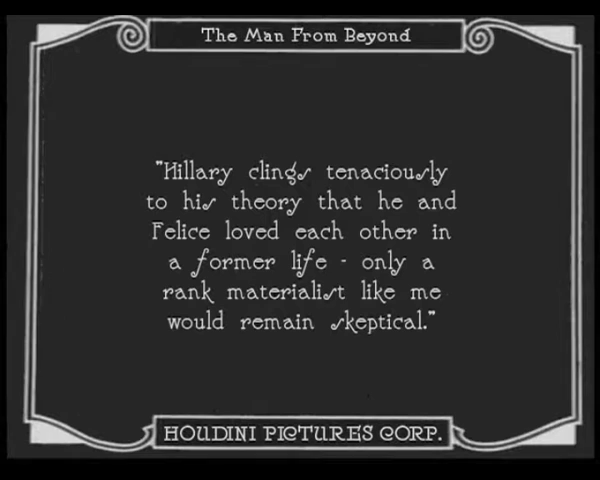 The Man From Beyond
"Hillary clings tenaciously
to his theory that he and
Felice loved each other in
a former life - only a
rank materialist like me
would remain skeptical."
HOUDINI PICTURES CORP.